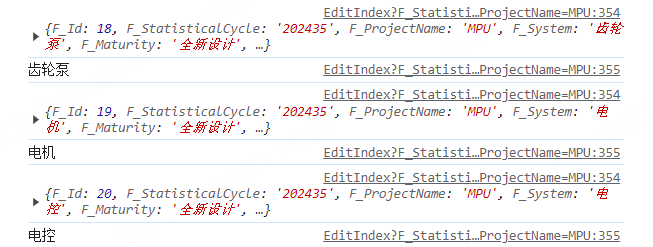 EditIndex?F_Statisti…ProjectName=MPU:354
{F_Id: 18, F_StatisticalCycle: '202435', F_ProjectName: 'MPU', F_System: '齿轮
泵', F_Maturity: '全新设计', …}
齿轮泵 EditIndex?F_Statisti…ProjectName=MPU:355
EditIndex?F_Statisti…ProjectName=MPU:354
{F_Id: 19, F_StatisticalCycle: '202435', F_ProjectName: 'MPU', F_System: '电
机', F_Maturity: '全新设计', …}
电机 EditIndex?F_Statisti…ProjectName=MPU:355
EditIndex?F_Statisti…ProjectName=MPU:354
{F_Id: 20, F_StatisticalCycle: '202435', F_ProjectName: 'MPU', F_System: '电
控', F_Maturity: '全新设计', …}
电控 EditIndex?F_Statisti…ProjectName=MPU:355